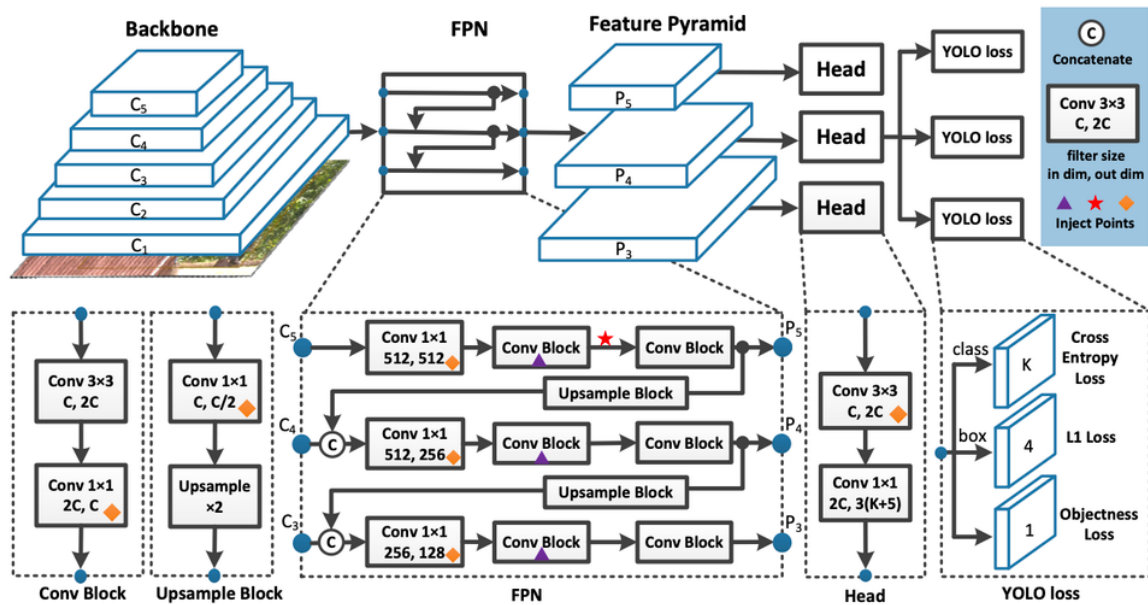 Backbone
FPN
Feature Pyramid
C5
C4
C3
C2
C1
P5
P4
P3
Head
Head
Head
YOLO loss
YOLO loss
YOLO loss
C
Concatenate
Conv 3×3
C, 2C
filter size
in dim, out dim
Inject Points
Conv 3×3
C, 2C
Conv 1×1
2C, C
Conv Block
Conv 1×1
C, C/2
Upsample
×2
Upsample Block
C5
Conv 1×1
512, 512
Conv Block
Conv Block
P5
Upsample Block
C4
C
Conv 1×1
512, 256
Conv Block
Conv Block
P4
Upsample Block
C3
C
Conv 1×1
256, 128
Conv Block
Conv Block
P3
FPN
Conv 3×3
C, 2C
Conv 1×1
2C, 3(K+5)
Head
class
K
Cross
Entropy
Loss
box
4
L1 Loss
1
Objectness
Loss
YOLO loss